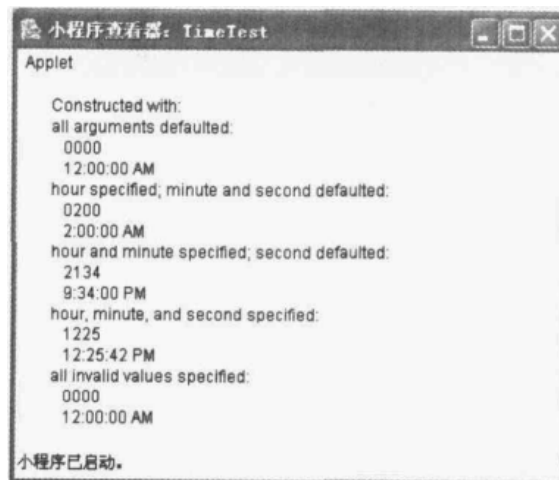 小程序查看器: TimeTest
Applet
Constructed with:
all arguments defaulted:
0000
12:00:00 AM
hour specified; minute and second defaulted:
0200
2:00:00 AM
hour and minute specified; second defaulted:
2134
9:34:00 PM
hour, minute, and second specified:
1225
12:25:42 PM
all invalid values specified:
0000
12:00:00 AM
小程序已启动。